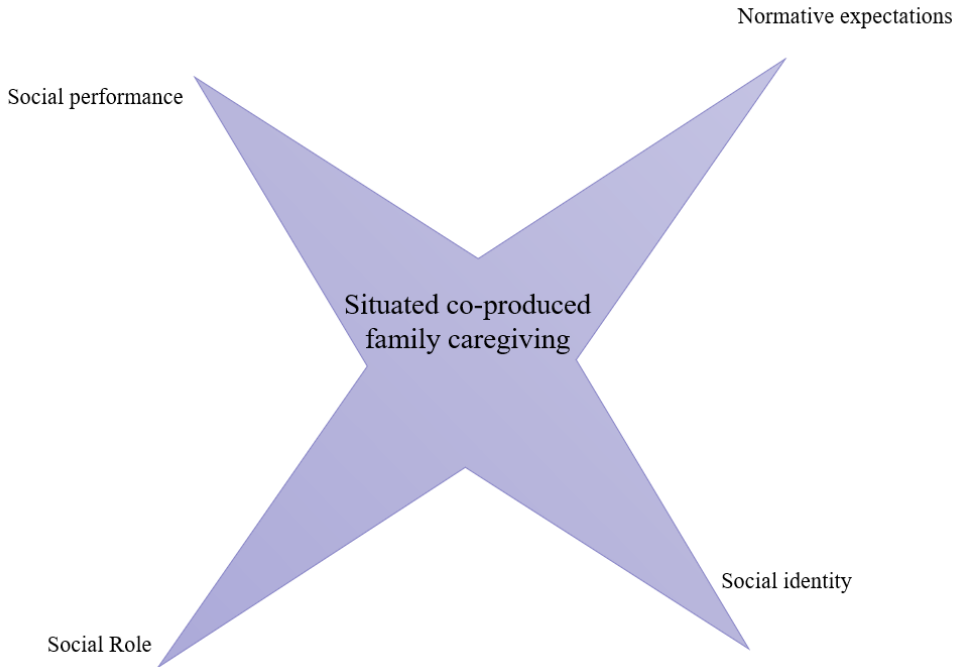 Normative expectations
Social performance
Situated co-produced
family caregiving
Social identity
Social Role